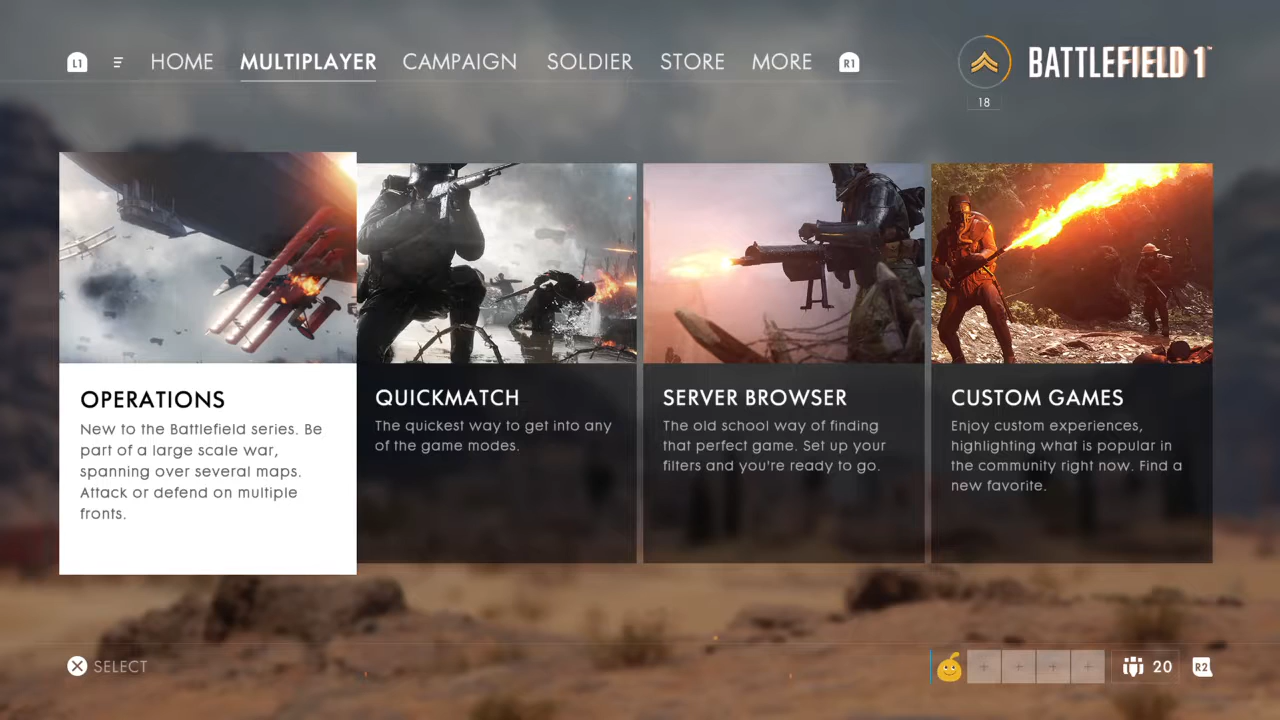 L1 HOME MULTIPLAYER CAMPAIGN SOLDIER STORE MORE R1
BATTLEFIELD 1™
18
OPERATIONS
New to the Battlefield series. Be
part of a large scale war,
spanning over several maps.
Attack or defend on multiple
fronts.
QUICKMATCH
The quickest way to get into any
of the game modes.
SERVER BROWSER
The old school way of finding
that perfect game. Set up your
filters and you're ready to go.
CUSTOM GAMES
Enjoy custom experiences,
highlighting what is popular in
the community right now. Find a
new favorite.
SELECT
20 R2